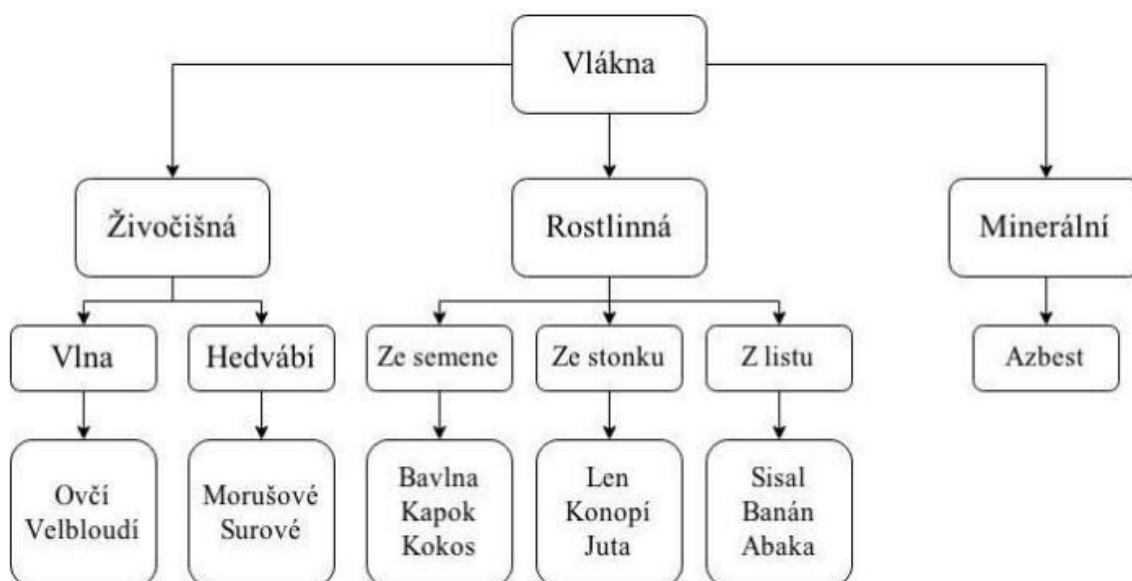 Vlákna
Živočišná
Rostlinná
Minerální
Vlna
Hedvábí
Ze semene
Ze stonku
Z listu
Azbest
Ovčí
Velbloudí
Morušové
Surové
Bavlna
Kapok
Kokos
Len
Konopí
Juta
Sisal
Banán
Abaka